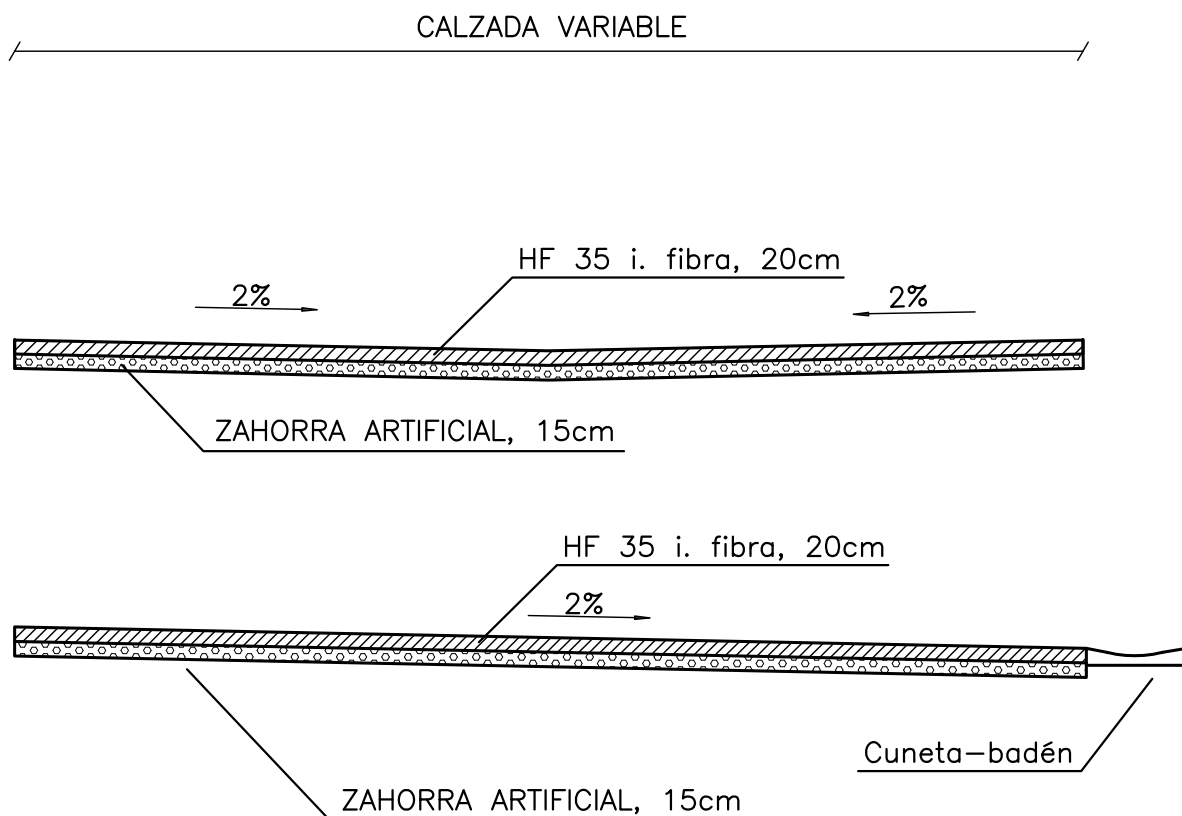 CALZADA VARIABLE
HF 35 i. fibra, 20cm
2%
2%
ZAHORRA ARTIFICIAL, 15cm
HF 35 i. fibra, 20cm
2%
Cuneta-badén
ZAHORRA ARTIFICIAL, 15cm